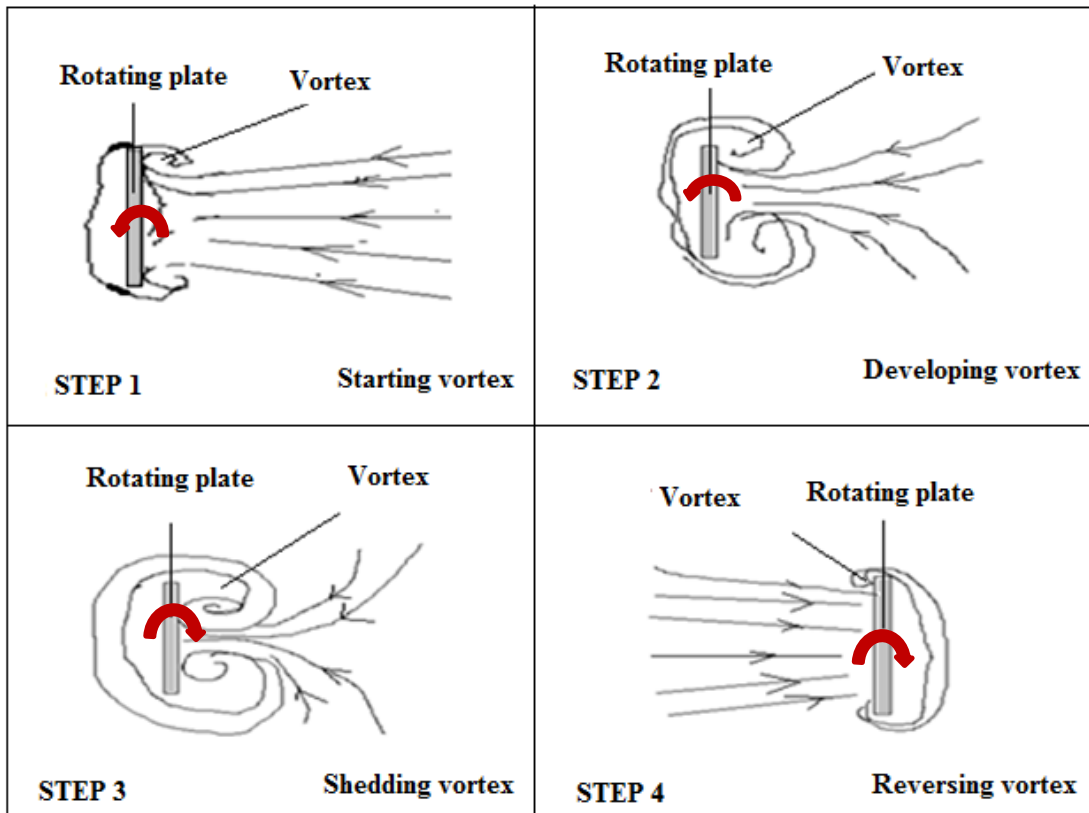 Rotating plate
Vortex
STEP 1
Starting vortex
Rotating plate
Vortex
STEP 2
Developing vortex
Rotating plate
Vortex
STEP 3
Shedding vortex
Vortex
Rotating plate
STEP 4
Reversing vortex